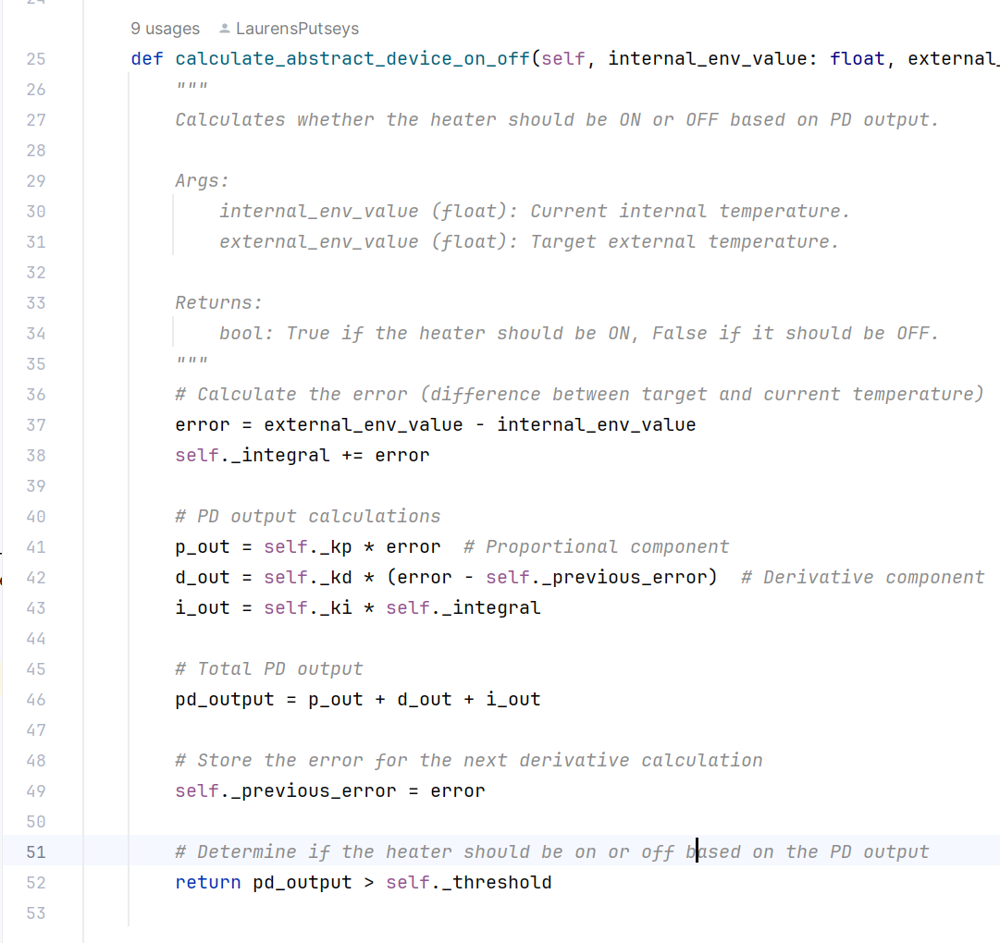 9 usages LaurensPutseys
25 def calculate_abstract_device_on_off(self, internal_env_value: float, external_
26 """
27 Calculates whether the heater should be ON or OFF based on PD output.
28
29 Args:
30 internal_env_value (float): Current internal temperature.
31 external_env_value (float): Target external temperature.
32
33 Returns:
34 bool: True if the heater should be ON, False if it should be OFF.
35 """
36 # Calculate the error (difference between target and current temperature)
37 error = external_env_value - internal_env_value
38 self._integral += error
39
40 # PD output calculations
41 p_out = self._kp * error # Proportional component
42 d_out = self._kd * (error - self._previous_error) # Derivative component
43 i_out = self._ki * self._integral
44
45 # Total PD output
46 pd_output = p_out + d_out + i_out
47
48 # Store the error for the next derivative calculation
49 self._previous_error = error
50
51 # Determine if the heater should be on or off based on the PD output
52 return pd_output > self._threshold
53